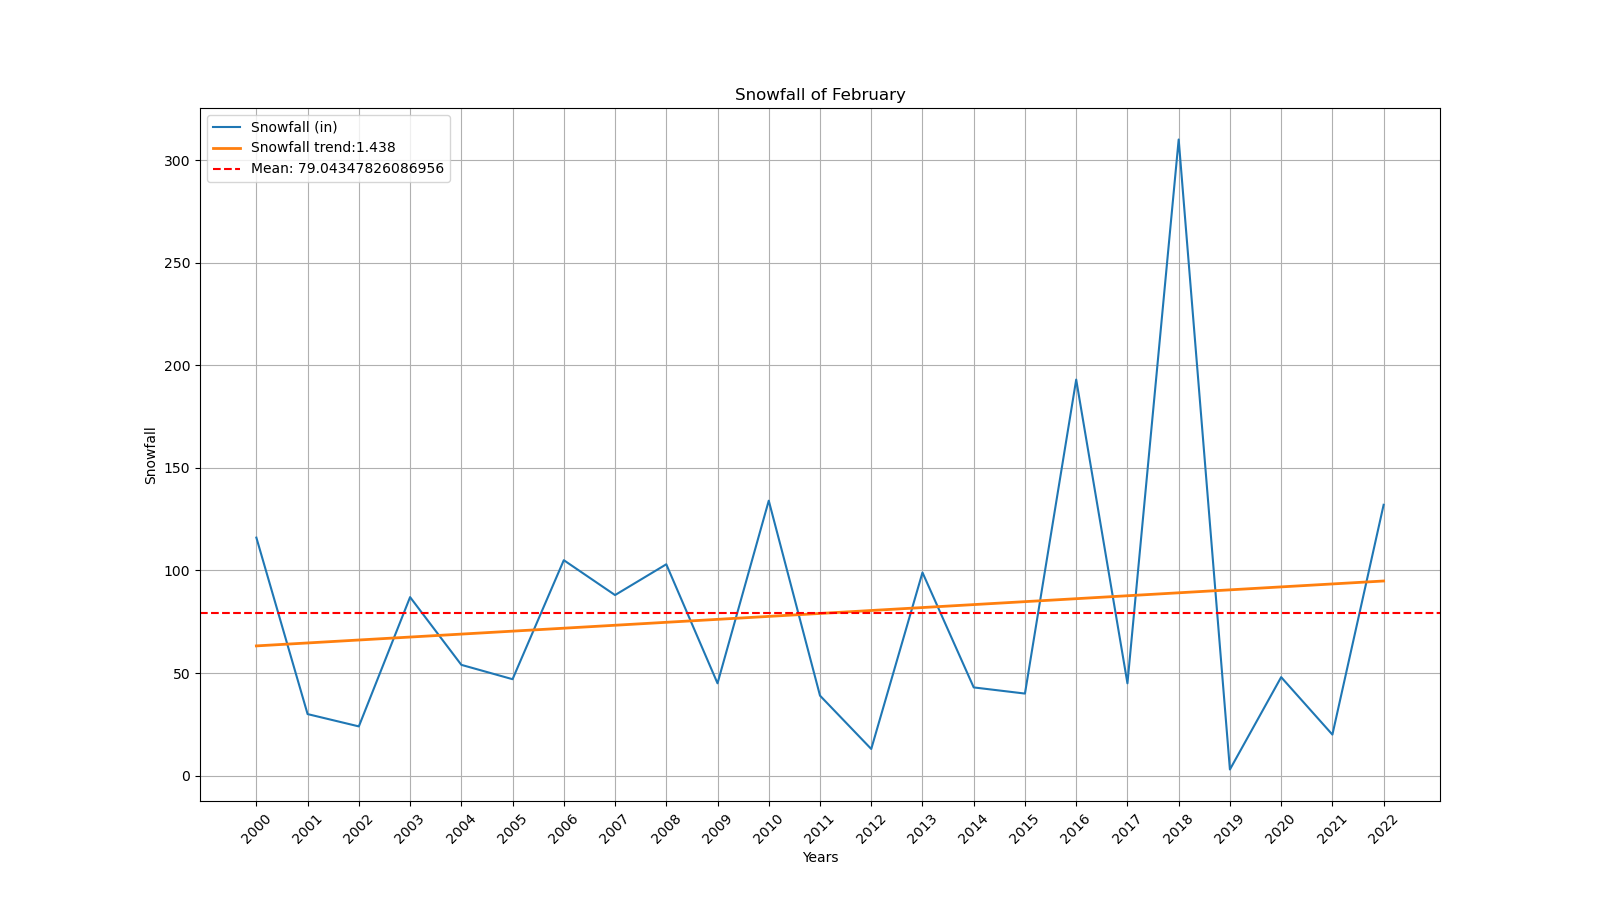 Snowfall of February
Snowfall (in)
Snowfall trend:1.438
Mean: 79.04347826086956
300
250
200
150
100
50
0
Snowfall
2000 2001 2002 2003 2004 2005 2006 2007 2008 2009 2010 2011 2012 2013 2014 2015 2016 2017 2018 2019 2020 2021 2022
Years